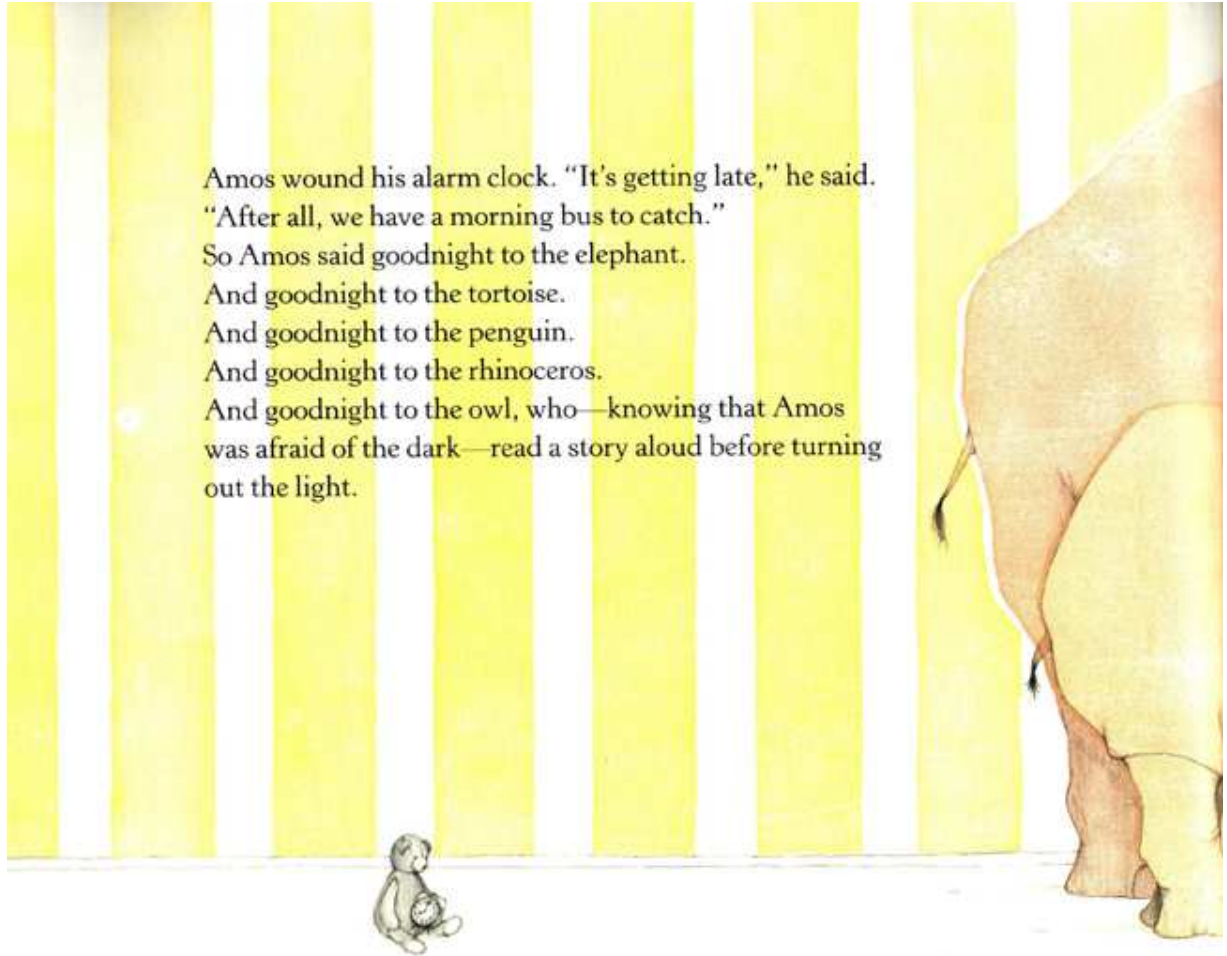 Amos wound his alarm clock. “It’s getting late,” he said.
“After all, we have a morning bus to catch.”
So Amos said goodnight to the elephant.
And goodnight to the tortoise.
And goodnight to the penguin.
And goodnight to the rhinoceros.
And goodnight to the owl, who—knowing that Amos
was afraid of the dark—read a story aloud before turning
out the light.